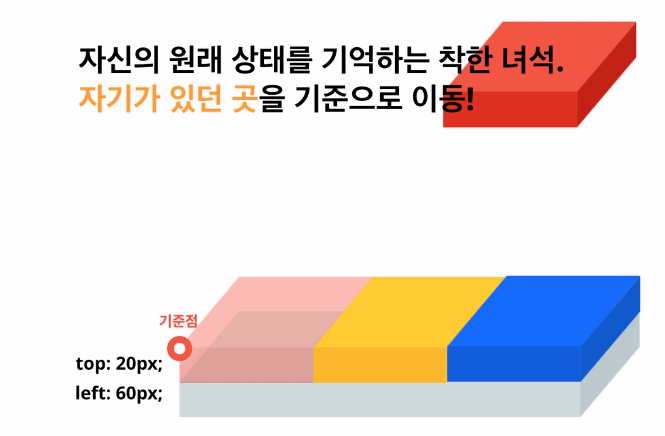 자신의 원래 상태를 기억하는 착한 녀석.
자기가 있던 곳을 기준으로 이동!
기준점
top: 20px;
left: 60px;